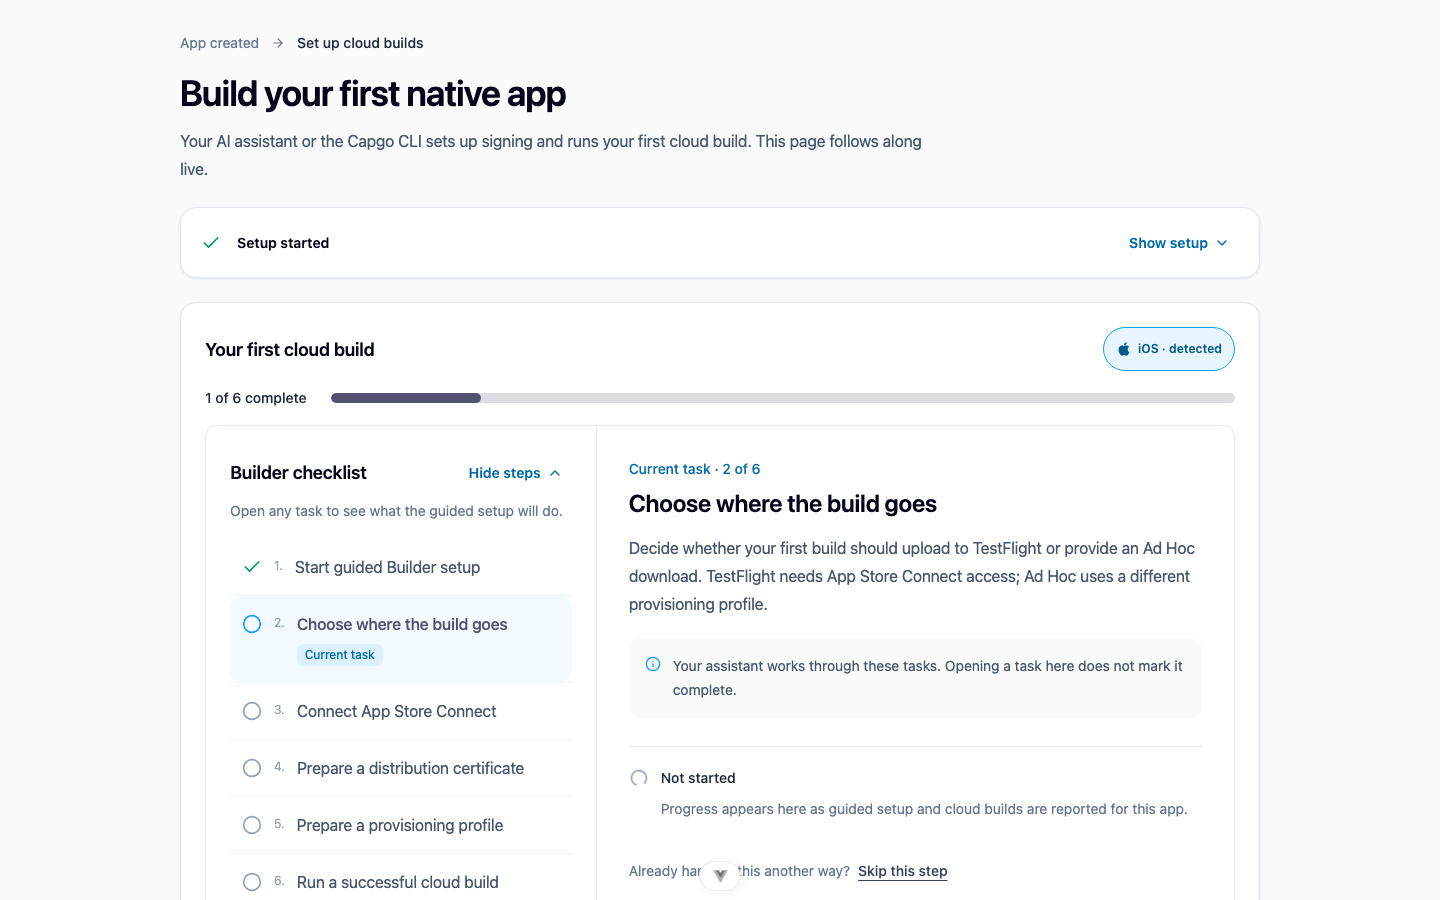 App created → Set up cloud builds
Build your first native app
Your AI assistant or the Capgo CLI sets up signing and runs your first cloud build. This page follows along
live.
Setup started
Show setup
Your first cloud build
iOS · detected
1 of 6 complete
Builder checklist
Hide steps
Open any task to see what the guided setup will do.
1. Start guided Builder setup
2. Choose where the build goes
Current task
3. Connect App Store Connect
4. Prepare a distribution certificate
5. Prepare a provisioning profile
6. Run a successful cloud build
Current task · 2 of 6
Choose where the build goes
Decide whether your first build should upload to TestFlight or provide an Ad Hoc
download. TestFlight needs App Store Connect access; Ad Hoc uses a different
provisioning profile.
Your assistant works through these tasks. Opening a task here does not mark it
complete.
Not started
Progress appears here as guided setup and cloud builds are reported for this app.
Already this another way? Skip this step